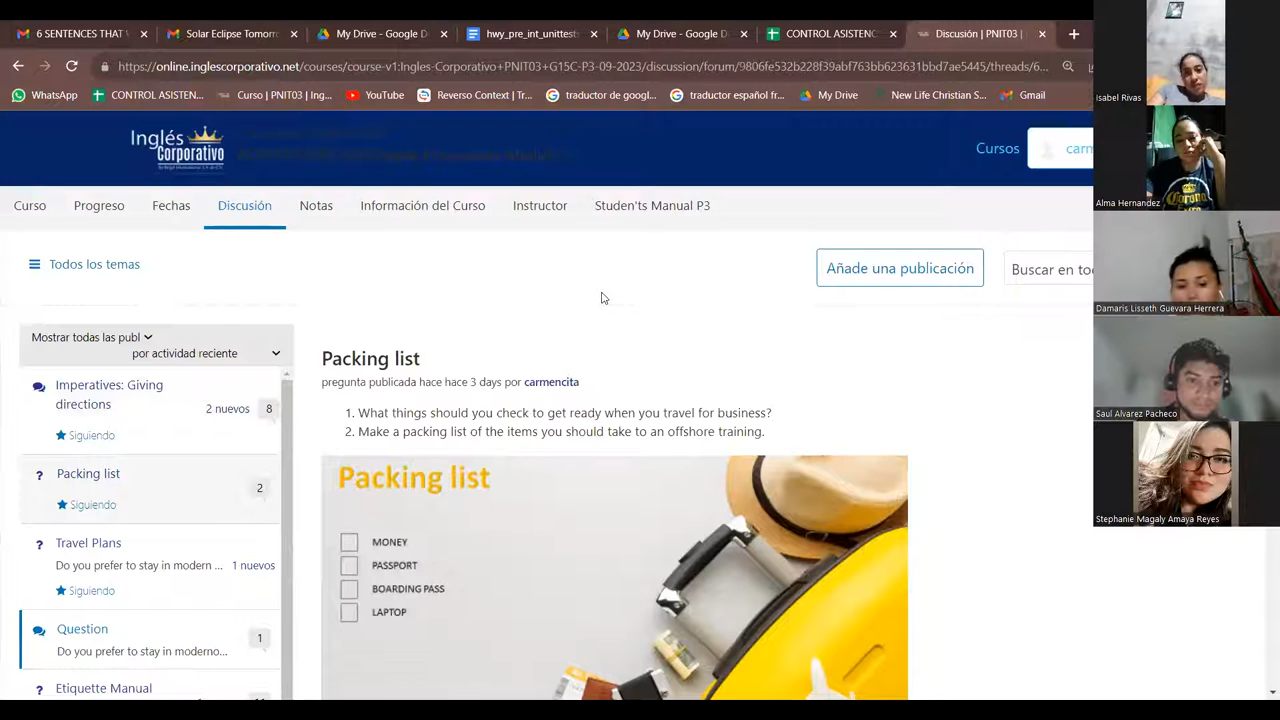 6 SENTENCES THAT
Solar Eclipse Tomorr
My Drive - Google D
hwy_pre_int_unittests
My Drive - Google D
CONTROL ASISTENC
Discusión | PNIT03 |
https://online.inglescorporativo.net/courses/course-v1:Ingles-Corporativo+PNIT03+G15C-P3-09-2023/discussion/forum/9806fe532b228f39abf763bb623631bbd7ae5445/threads/6...
WhatsApp
CONTROL ASISTEN...
Curso | PNIT03 | Ing...
YouTube
Reverso Context | Tr...
traductor de googl...
traductor español fr...
My Drive
New Life Christian S...
Gmail
Inglés
Corporativo
Cursos
carm
Curso
Progreso
Fechas
Discusión
Notas
Información del Curso
Instructor
Studen'ts Manual P3
Todos los temas
Añade una publicación
Buscar en to
Mostrar todas las publ
por actividad reciente
Imperatives: Giving
directions
2 nuevos
8
Siguiendo
Packing list
2
Siguiendo
Travel Plans
Do you prefer to stay in modern ...
1 nuevos
Siguiendo
Question
1
Do you prefer to stay in moderno...
Etiquette Manual
Packing list
pregunta publicada hace hace 3 days por carmencita
1. What things should you check to get ready when you travel for business?
2. Make a packing list of the items you should take to an offshore training.
Packing list
MONEY
PASSPORT
BOARDING PASS
LAPTOP
Isabel Rivas
Alma Hernandez
Corona
Damaris Lisseth Guevara Herrera
Saul Alvarez Pacheco
Stephanie Magaly Amaya Reyes